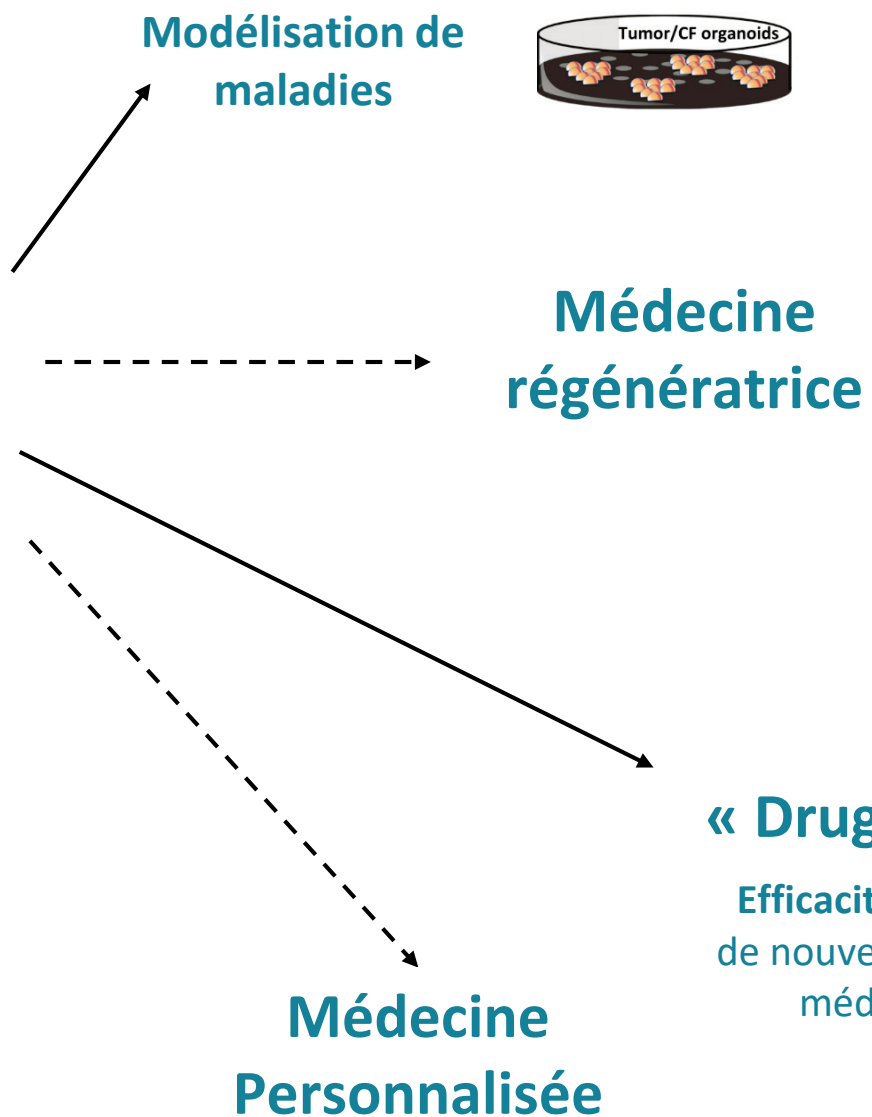 Modélisation de
maladies
Tumor/CF organoids
Médecine
régénératrice
« Drug
Efficacit
de nouve
méd
Médecine
Personnalisée